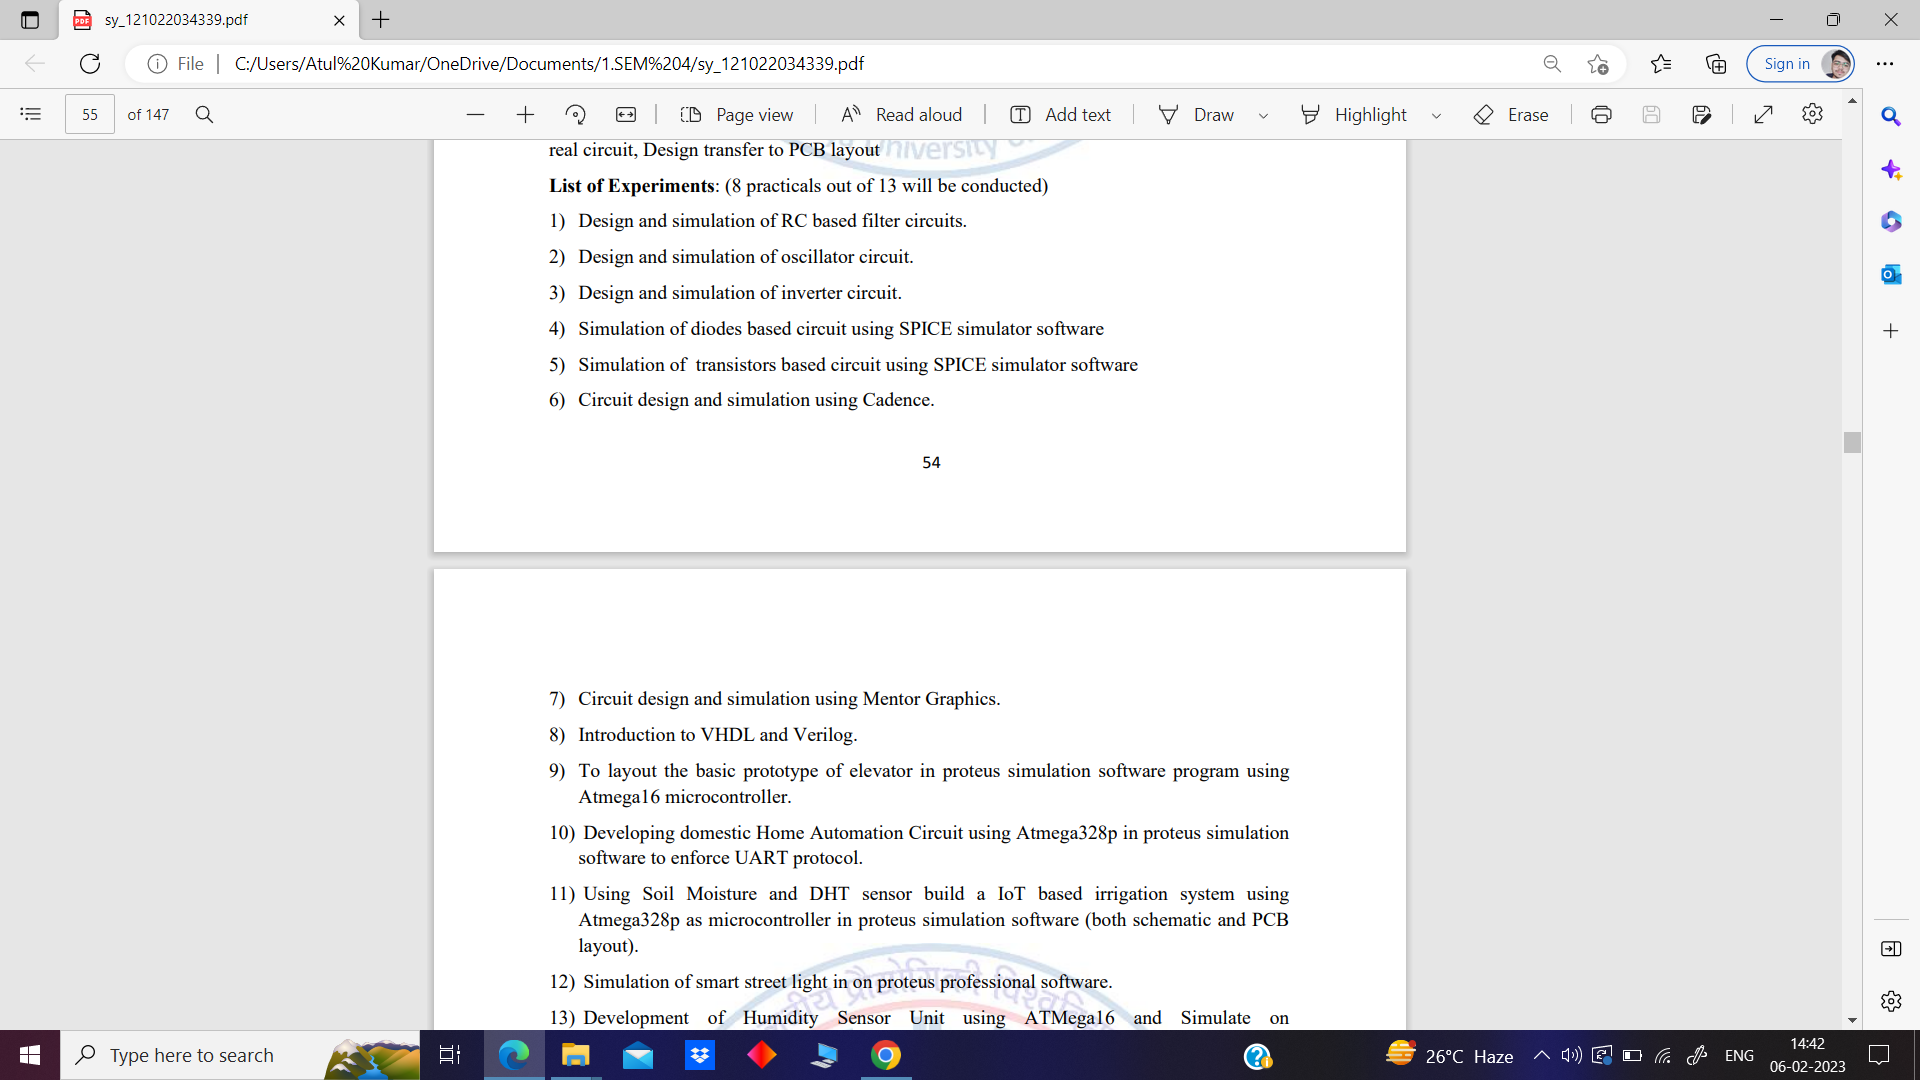 sy_121022034339.pdf
File
C:/Users/Atul%20Kumar/OneDrive/Documents/1.SEM%204/sy_121022034339.pdf
Sign in
55 of 147
Page view
Read aloud
Add text
Draw
Highlight
Erase
real circuit, Design transfer to PCB layout
List of Experiments: (8 practicals out of 13 will be conducted)
1) Design and simulation of RC based filter circuits.
2) Design and simulation of oscillator circuit.
3) Design and simulation of inverter circuit.
4) Simulation of diodes based circuit using SPICE simulator software
5) Simulation of transistors based circuit using SPICE simulator software
6) Circuit design and simulation using Cadence.
54
7) Circuit design and simulation using Mentor Graphics.
8) Introduction to VHDL and Verilog.
9) To layout the basic prototype of elevator in proteus simulation software program using
Atmega16 microcontroller.
10) Developing domestic Home Automation Circuit using Atmega328p in proteus simulation
software to enforce UART protocol.
11) Using Soil Moisture and DHT sensor build a IoT based irrigation system using
Atmega328p as microcontroller in proteus simulation software (both schematic and PCB
layout).
12) Simulation of smart street light in on proteus professional software.
13) Development of Humidity Sensor Unit using ATMega16 and Simulate on
Type here to search
26°C Haze
ENG
14:42
06-02-2023